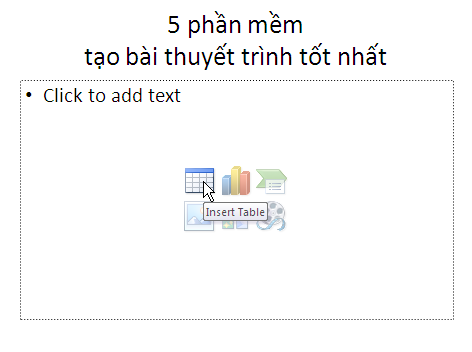 5 phần mềm
tạo bài thuyết trình tốt nhất
• Click to add text
Insert Table